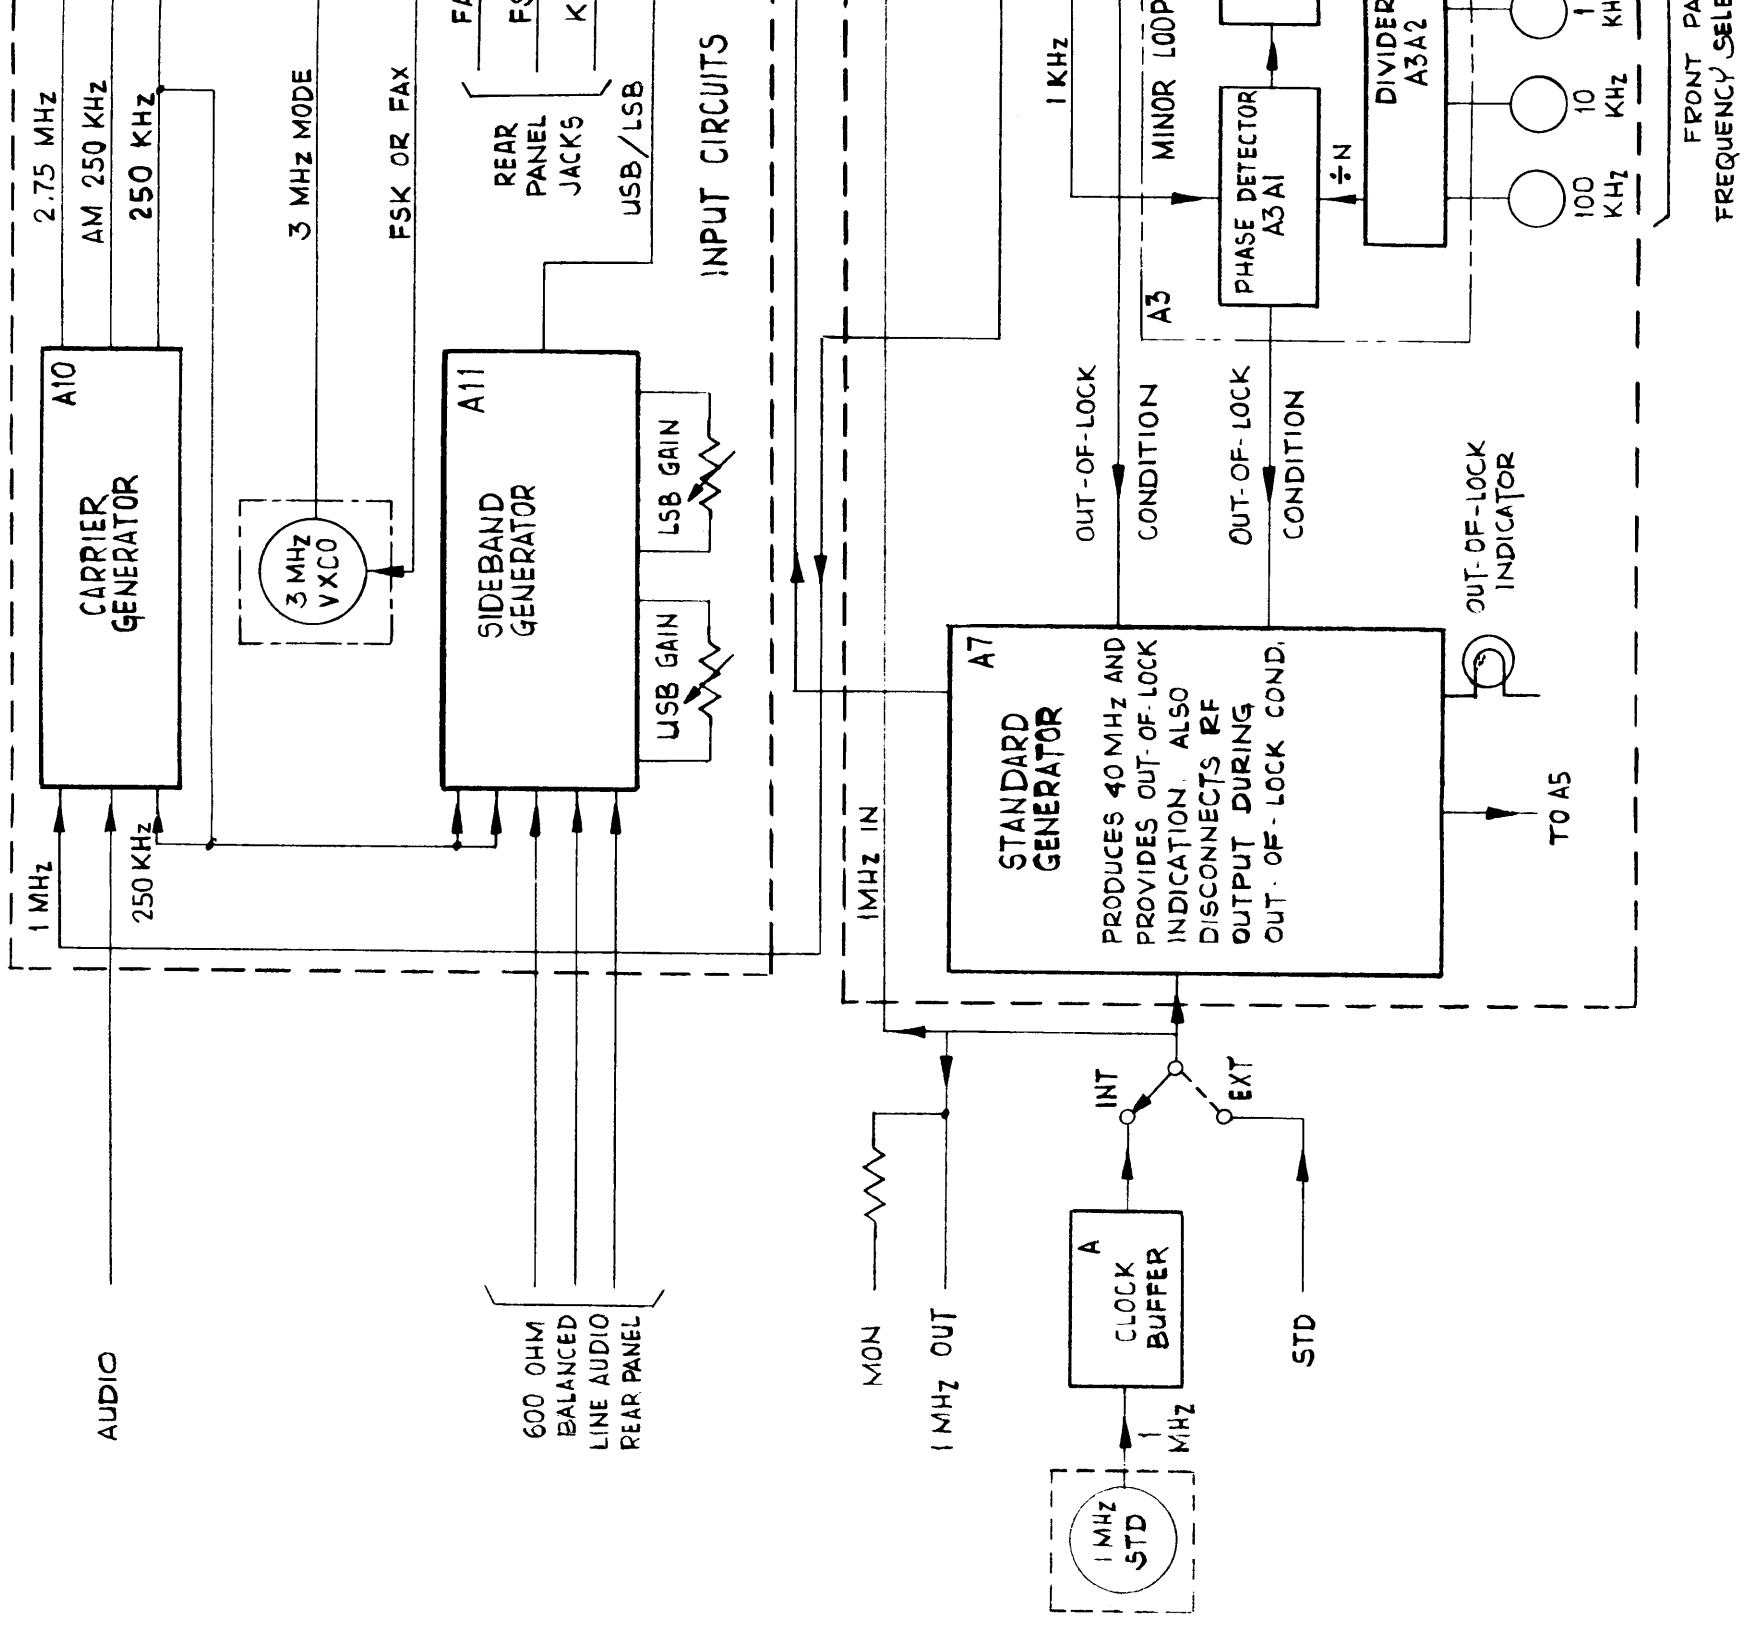 2.75 MHZ
AM 250 KHz
250 KHz
3 MHz MODE
FSK OR FAX
REAR
PANEL
JACKS
USB/LSB
INPUT CIRCUITS
A10
CARRIER
GENERATOR
3 MHz
VXCO
A11
SIDEBAND
GENERATOR
LSB GAIN
USB GAIN
1 MHz
250 KHz
AUDIO
600 OHM
BALANCED
LINE AUDIO
REAR PANEL
1 KHz
MINOR LOOP
A3
PHASE DETECTOR
A3A1
÷N
DIVIDER
A3A2
1
10
KHz
100
KHz
FRONT
OUT-OF-LOCK
CONDITION
OUT-OF-LOCK
CONDITION
OUT-OF-LOCK
INDICATOR
A7
STANDARD
GENERATOR
PRODUCES 40 MHz AND
PROVIDES OUT-OF-LOCK
INDICATION. ALSO
DISCONNECTS RF
OUTPUT DURING
OUT-OF-LOCK COND.
TO A5
1MHz IN
INT
EXT
MON
1 MHz OUT
A
CLOCK
BUFFER
STD
1
MHz
1 MHz
STD